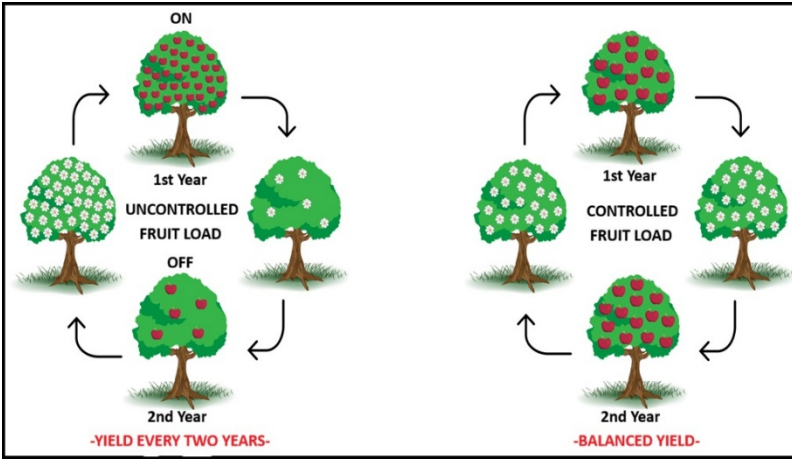 ON
1st Year
UNCONTROLLED
FRUIT LOAD
OFF
2nd Year
-YIELD EVERY TWO YEARS-
1st Year
CONTROLLED
FRUIT LOAD
2nd Year
-BALANCED YIELD-